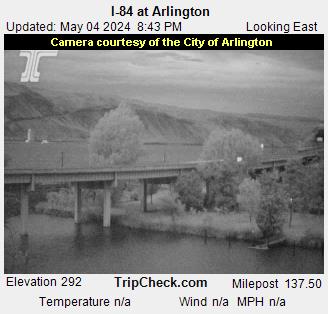 I-84 at Arlington
Updated: May 04 2024 8:43 PM Looking East
Camera courtesy of the City of Arlington
Elevation 292 TripCheck.com Milepost 137.50
Temperature n/a Wind n/a MPH n/a